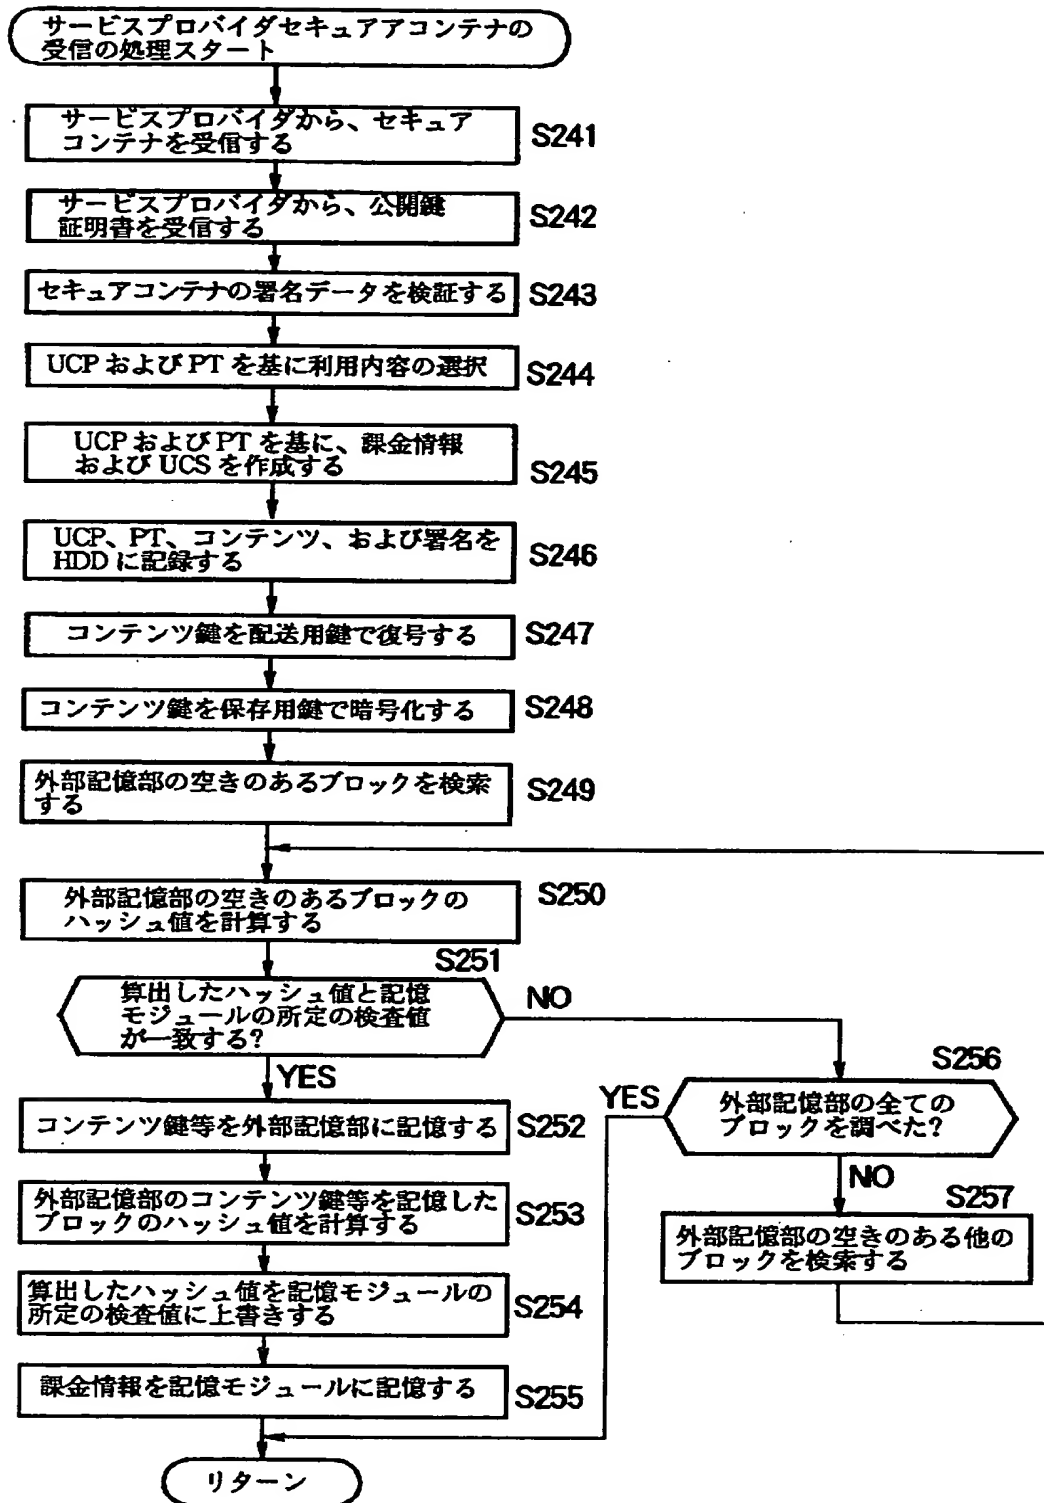 サービスプロバイダセキュアアコンテナの
受信の処理スタート
サービスプロバイダから、セキュア
コンテナを受信する
S241
サービスプロバイダから、公開鍵
証明書を受信する
S242
セキュアコンテナの署名データを検証する
S243
UCP および PT を基に利用内容の選択
S244
UCP および PT を基に、課金情報
および UCS を作成する
S245
UCP、PT、コンテンツ、および署名を
HDD に記録する
S246
コンテンツ鍵を配送用鍵で復号する
S247
コンテンツ鍵を保存用鍵で暗号化する
S248
外部記憶部の空きのあるブロックを検索
する
S249
外部記憶部の空きのあるブロックの
ハッシュ値を計算する
S250
S251
算出したハッシュ値と記憶
モジュールの所定の検査値
が一致する?
NO
YES
コンテンツ鍵等を外部記憶部に記憶する
S252
外部記憶部のコンテンツ鍵等を記憶した
ブロックのハッシュ値を計算する
S253
算出したハッシュ値を記憶モジュールの
所定の検査値に上書きする
S254
課金情報を記憶モジュールに記憶する
S255
リターン
S256
YES
外部記憶部の全ての
ブロックを調べた?
NO
S257
外部記憶部の空きのある他の
ブロックを検索する